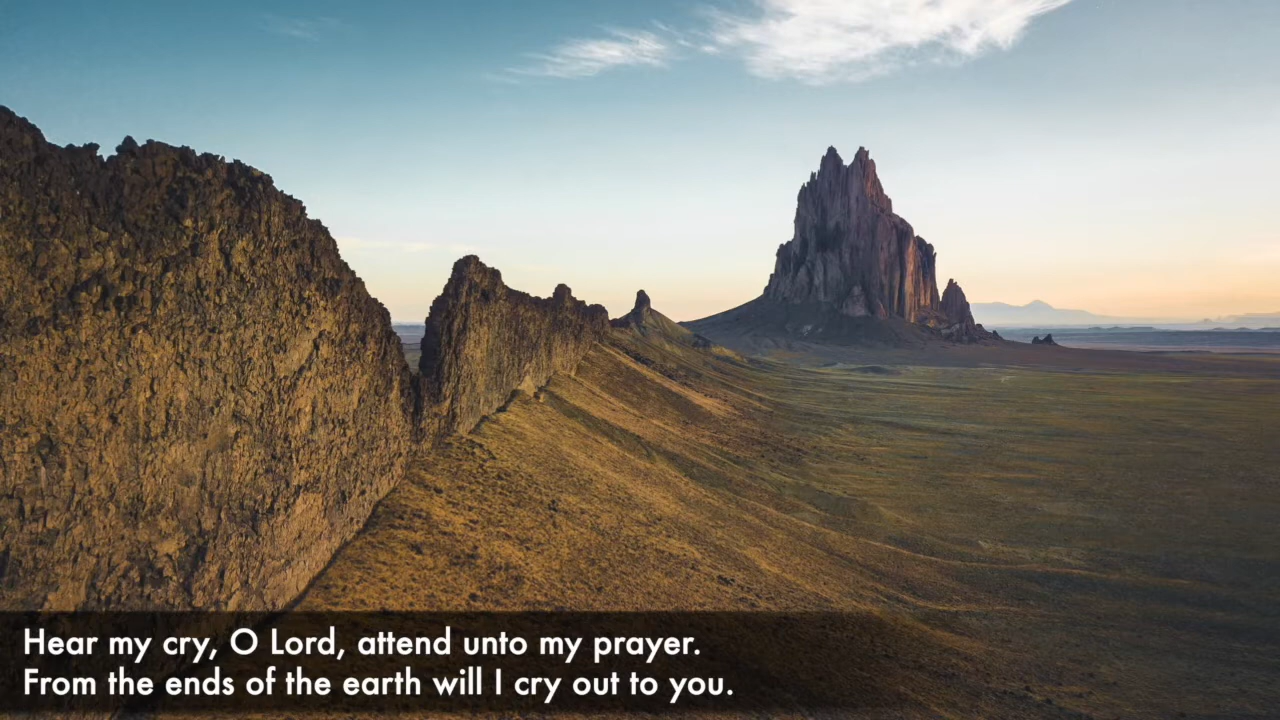 Hear my cry, O Lord, attend unto my prayer.
From the ends of the earth will I cry out to you.